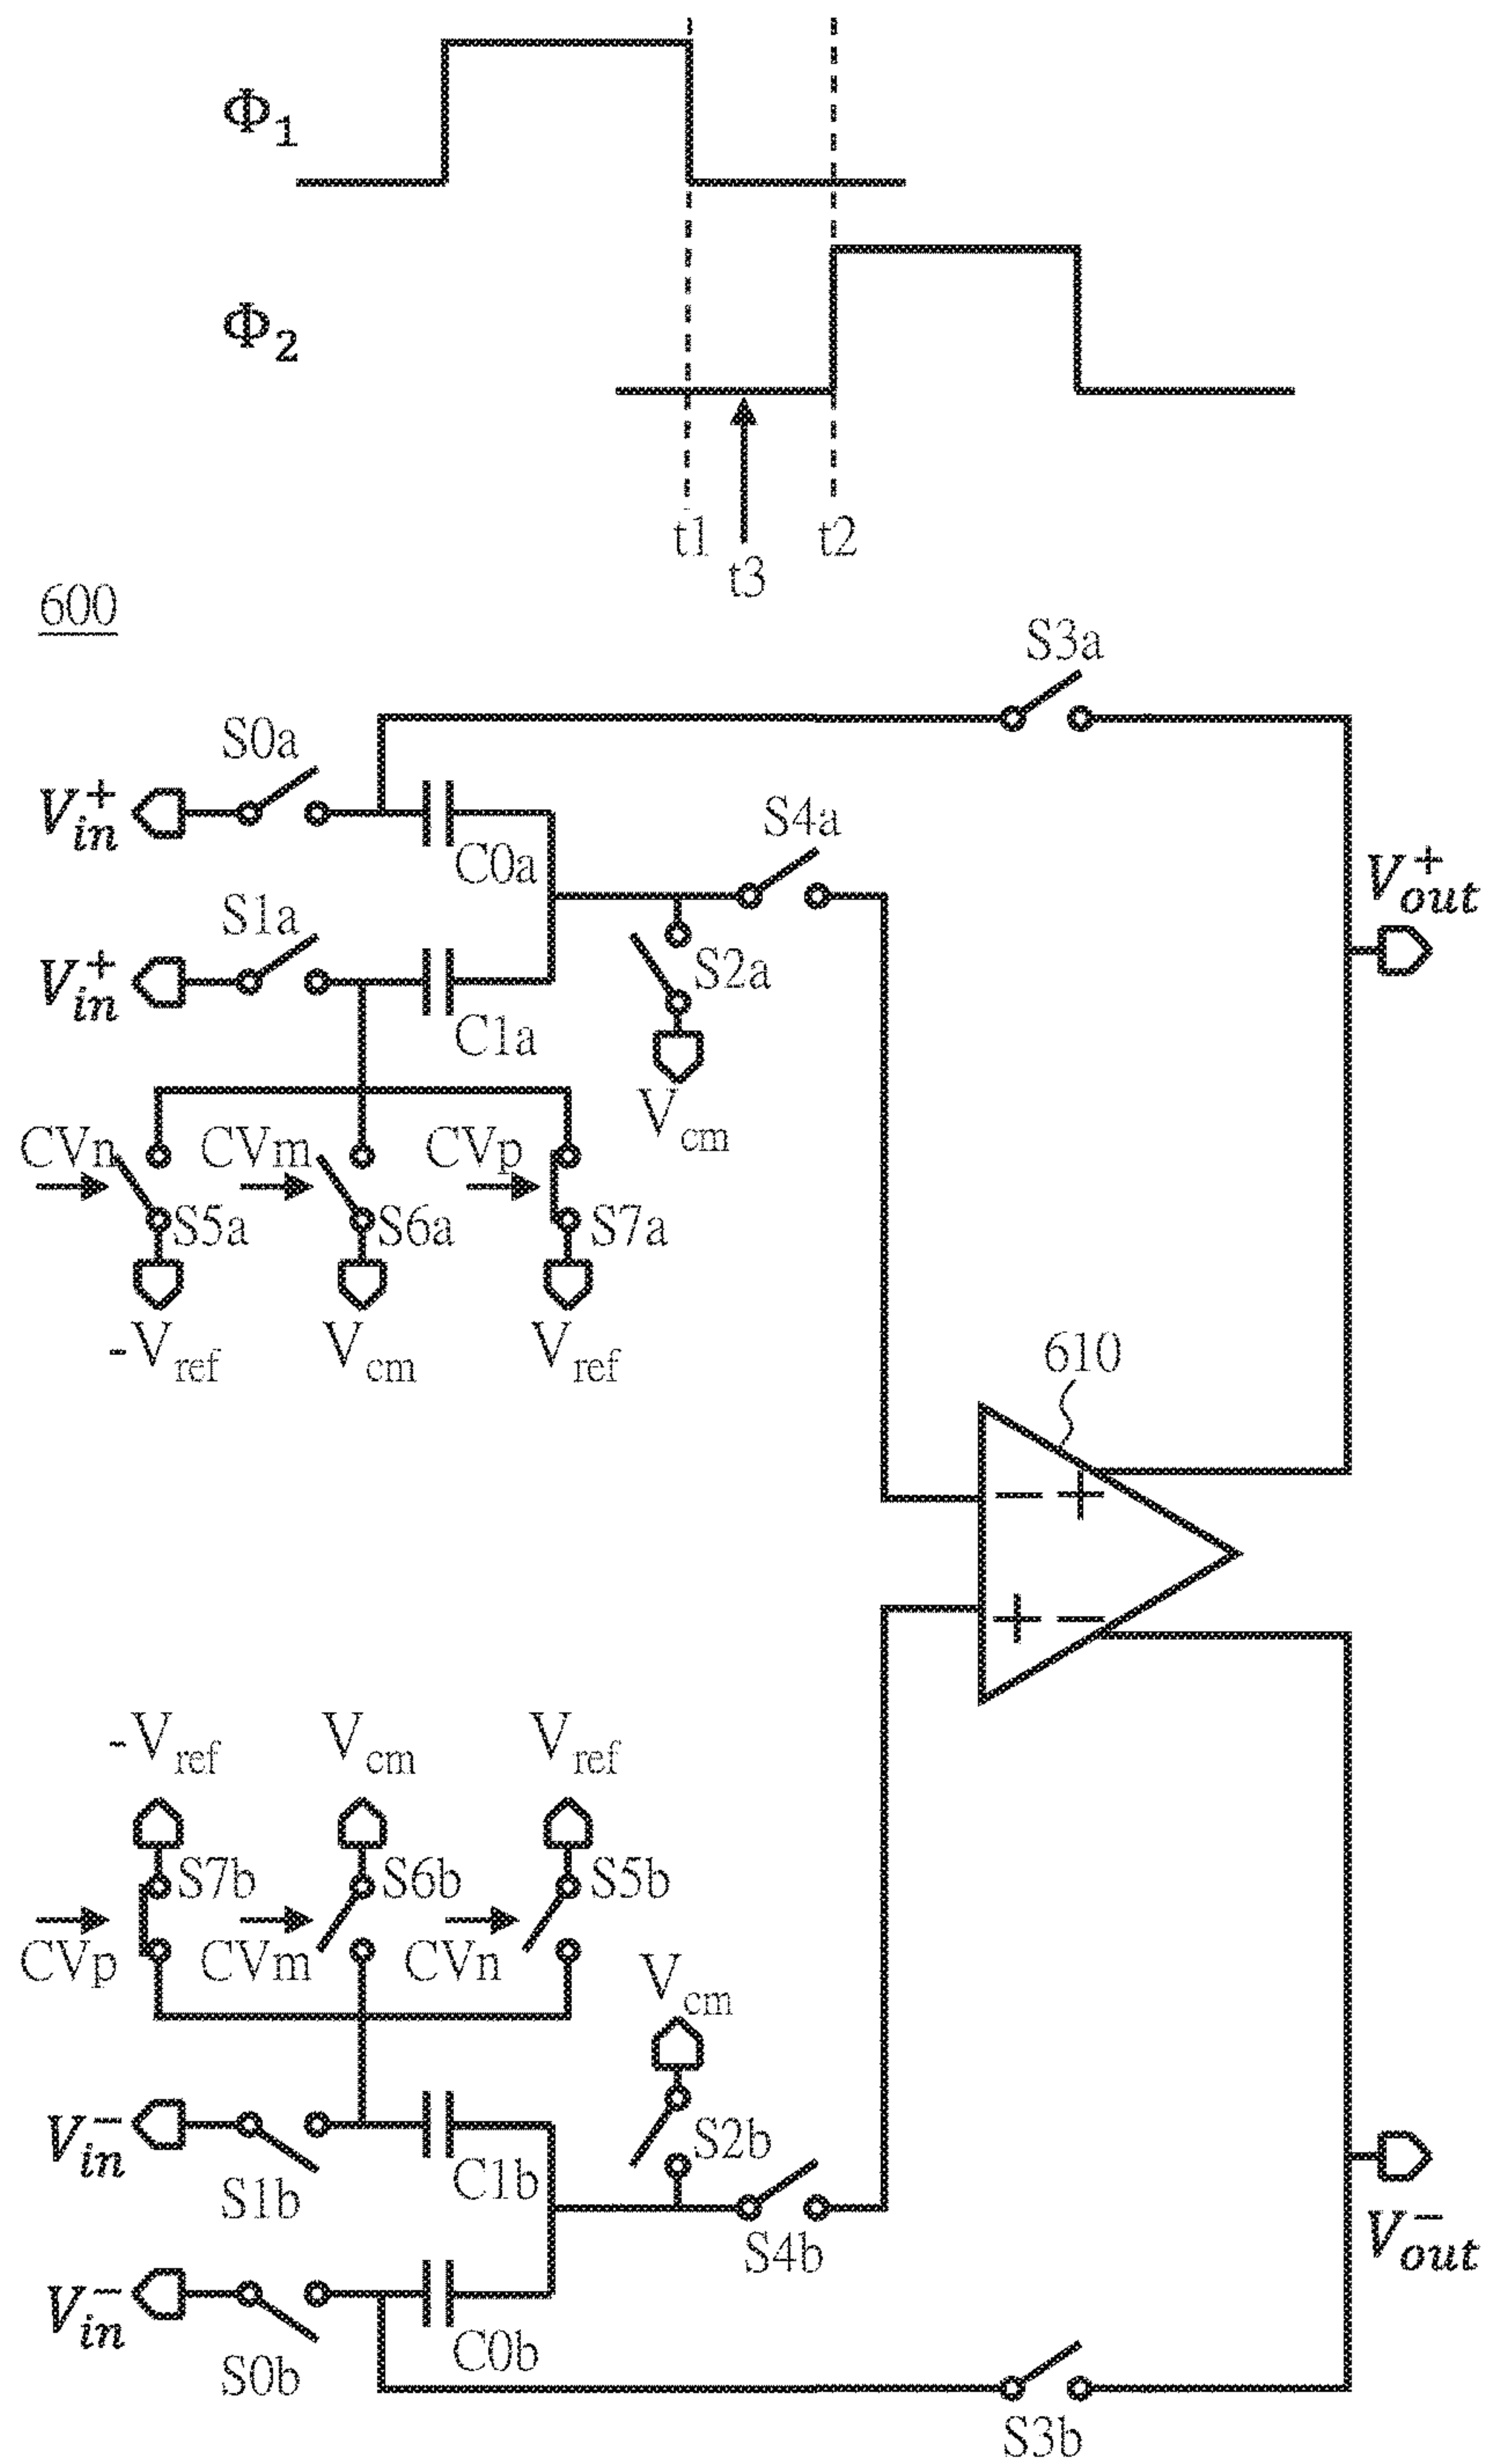 Φ1
Φ2
t1
t3
t2
600
S3a
S0a
V+in
C0a
S4a
V+out
S1a
V+in
C1a
S2a
Vcm
CVn
CVm
CVp
S5a
S6a
S7a
-Vref
Vcm
Vref
610
− +
+ −
-Vref
Vcm
Vref
S7b
S6b
S5b
CVp
CVm
CVn
Vcm
V−in
S1b
C1b
S2b
S4b
V−out
V−in
S0b
C0b
S3b